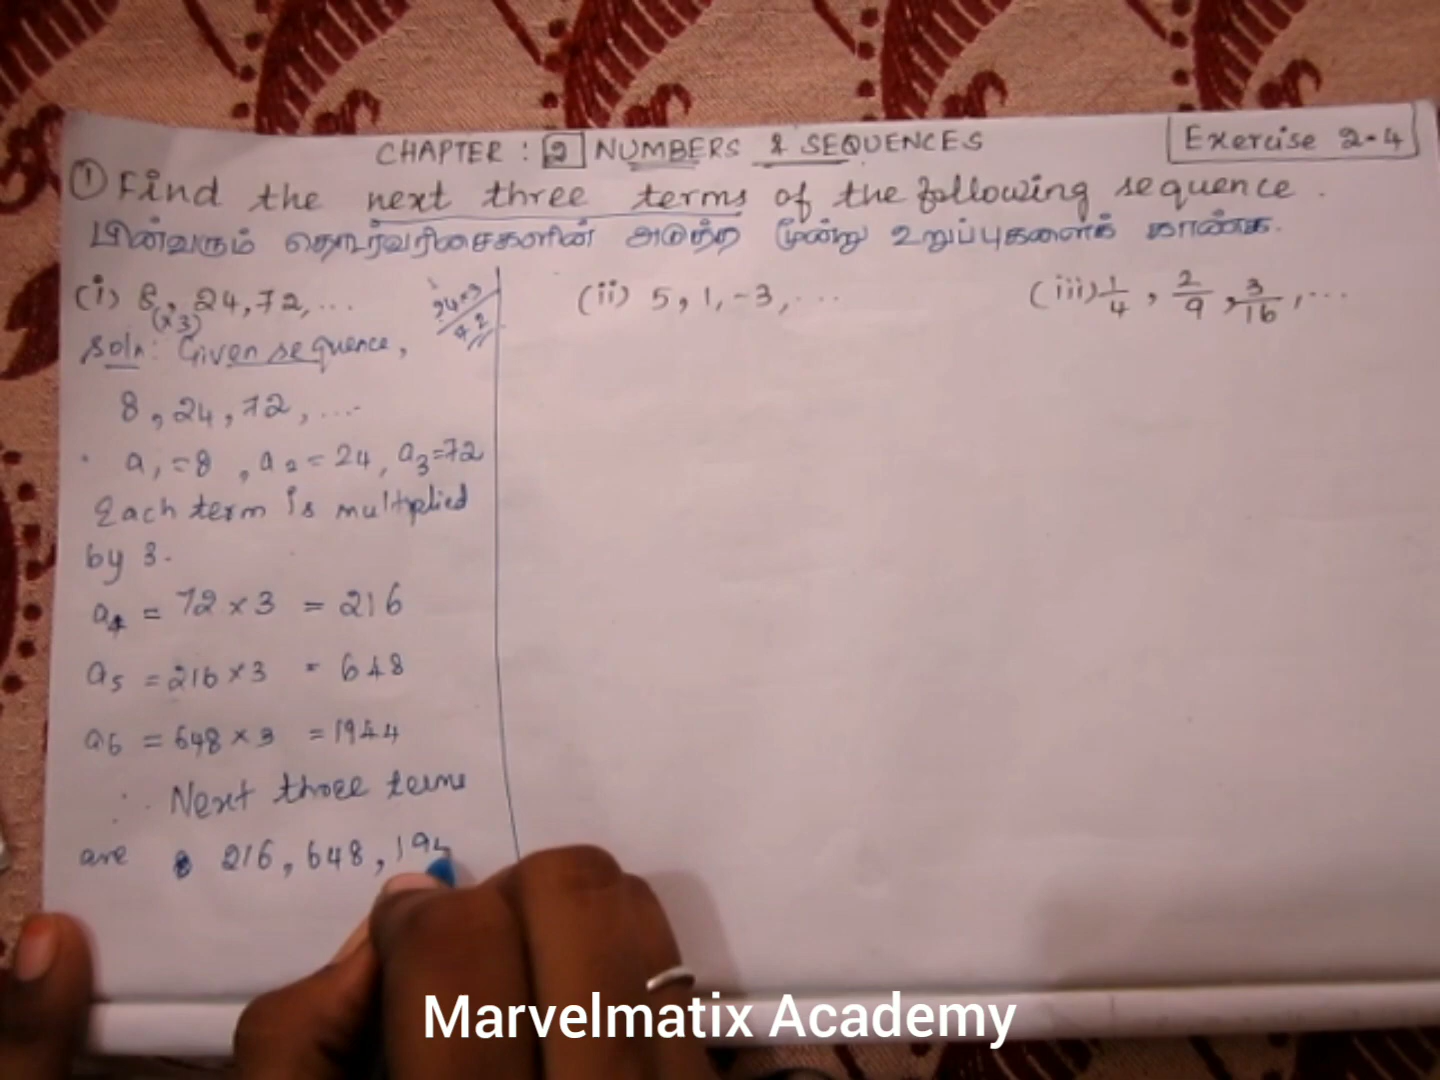 CHAPTER : 2 NUMBERS & SEQUENCES
Exercise 2.4
① Find the next three terms of the following sequence.
பின்வரும் தொடர்வரிசைகளின் அடுத்த மூன்று உறுப்புகளைக் காண்க.
(i) 8, 24, 72, ...
(×3)
24×3
72
Soln: Given sequence,
8, 24, 72, ....
a₁ = 8, a₂ = 24, a₃ = 72
Each term is multiplied
by 3.
a₄ = 72 × 3 = 216
a₅ = 216 × 3 = 648
a₆ = 648 × 3 = 1944
∴ Next three terms
are 216, 648, 194
(ii) 5, 1, -3, ...
(iii) 1/4, 2/9, 3/16, ...
Marvelmatix Academy